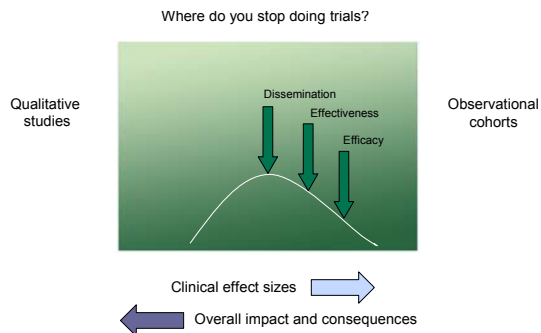 Where do you stop doing trials?
Dissemination
Effectiveness
Efficacy
Qualitative
studies
Observational
cohorts
Clinical effect sizes
Overall impact and consequences